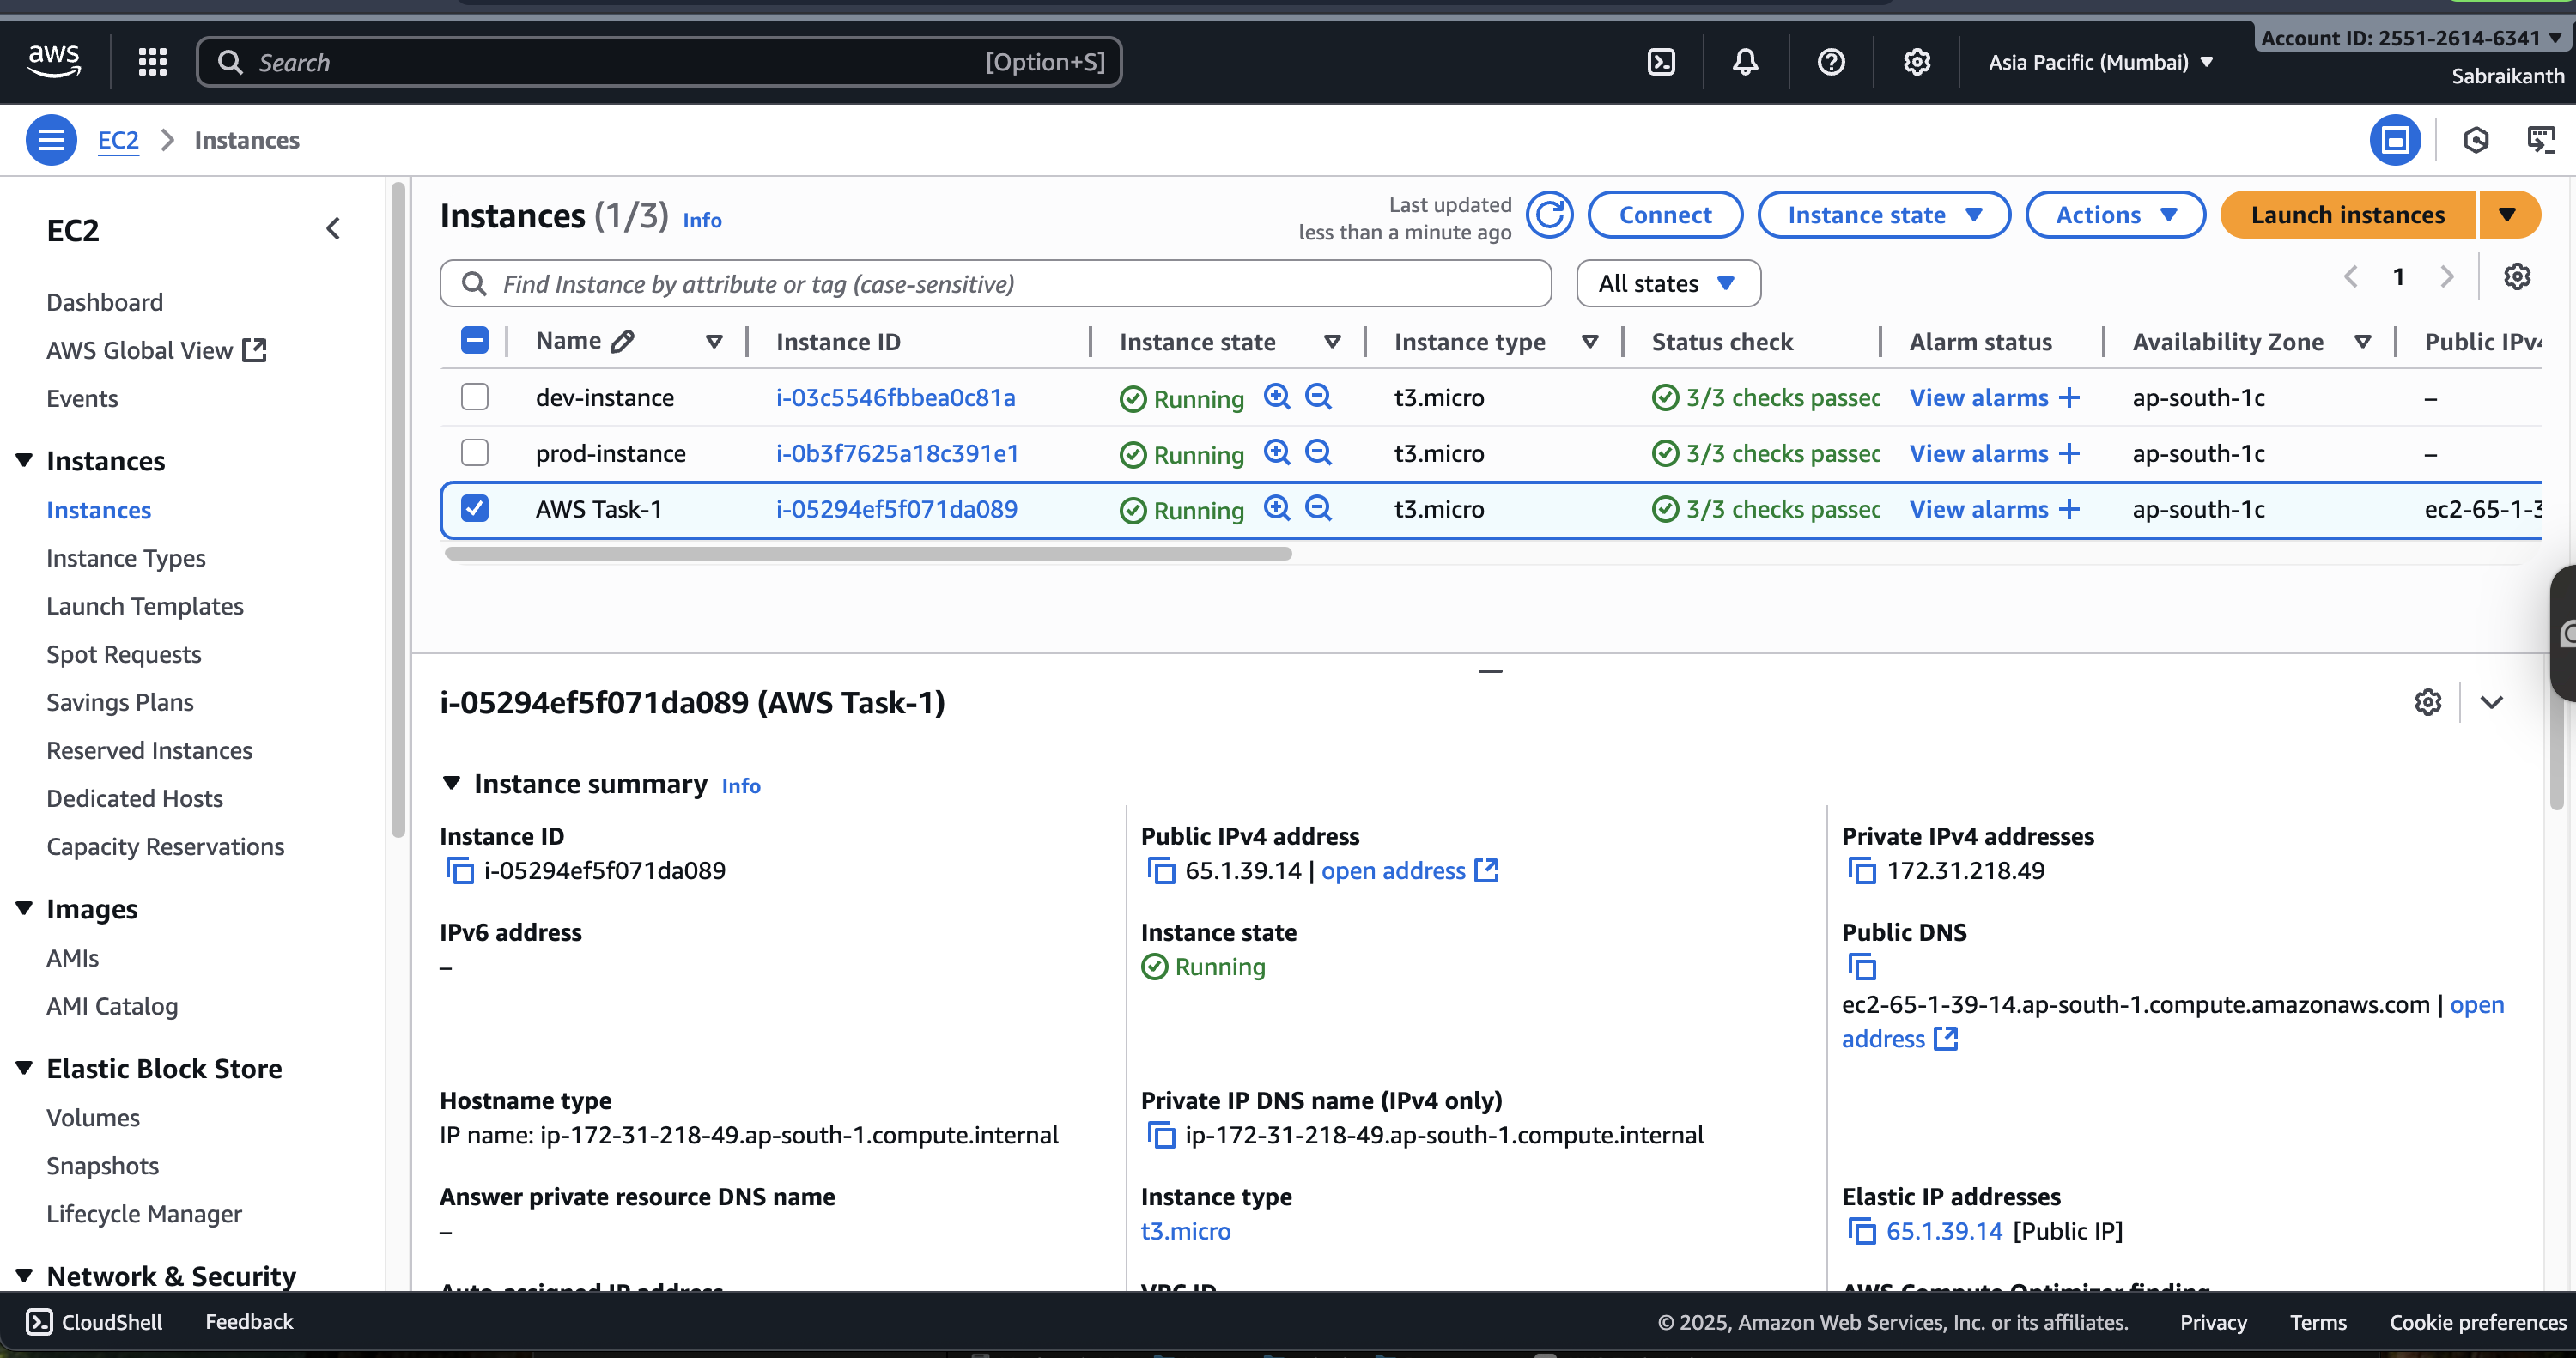 aws
Search [Option+S]
Asia Pacific (Mumbai)
Account ID: 2551-2614-6341
Sabraikanth
EC2 Instances
EC2
Dashboard
AWS Global View
Events
Instances
Instances
Instance Types
Launch Templates
Spot Requests
Savings Plans
Reserved Instances
Dedicated Hosts
Capacity Reservations
Images
AMIs
AMI Catalog
Elastic Block Store
Volumes
Snapshots
Lifecycle Manager
Network & Security
Instances (1/3) Info
Last updated
less than a minute ago
Connect Instance state Actions Launch instances
Find Instance by attribute or tag (case-sensitive) All states 1
Name Instance ID Instance state Instance type Status check Alarm status Availability Zone Public IPv4
dev-instance i-03c5546fbbea0c81a Running t3.micro 3/3 checks passec View alarms + ap-south-1c –
prod-instance i-0b3f7625a18c391e1 Running t3.micro 3/3 checks passec View alarms + ap-south-1c –
AWS Task-1 i-05294ef5f071da089 Running t3.micro 3/3 checks passec View alarms + ap-south-1c ec2-65-1-3
i-05294ef5f071da089 (AWS Task-1)
Instance summary Info
Instance ID
i-05294ef5f071da089
Public IPv4 address
65.1.39.14 | open address
Private IPv4 addresses
172.31.218.49
IPv6 address
–
Instance state
Running
Public DNS
ec2-65-1-39-14.ap-south-1.compute.amazonaws.com | open
address
Hostname type
IP name: ip-172-31-218-49.ap-south-1.compute.internal
Private IP DNS name (IPv4 only)
ip-172-31-218-49.ap-south-1.compute.internal
Answer private resource DNS name
–
Instance type
t3.micro
Elastic IP addresses
65.1.39.14 [Public IP]
Auto-assigned IP address
VPC ID
AWS Compute Optimizer finding
CloudShell Feedback
© 2025, Amazon Web Services, Inc. or its affiliates. Privacy Terms Cookie preferences